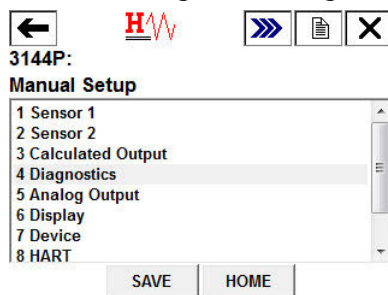 H
3144P:
Manual Setup
1 Sensor 1
2 Sensor 2
3 Calculated Output
4 Diagnostics
5 Analog Output
6 Display
7 Device
8 HART
SAVE HOME